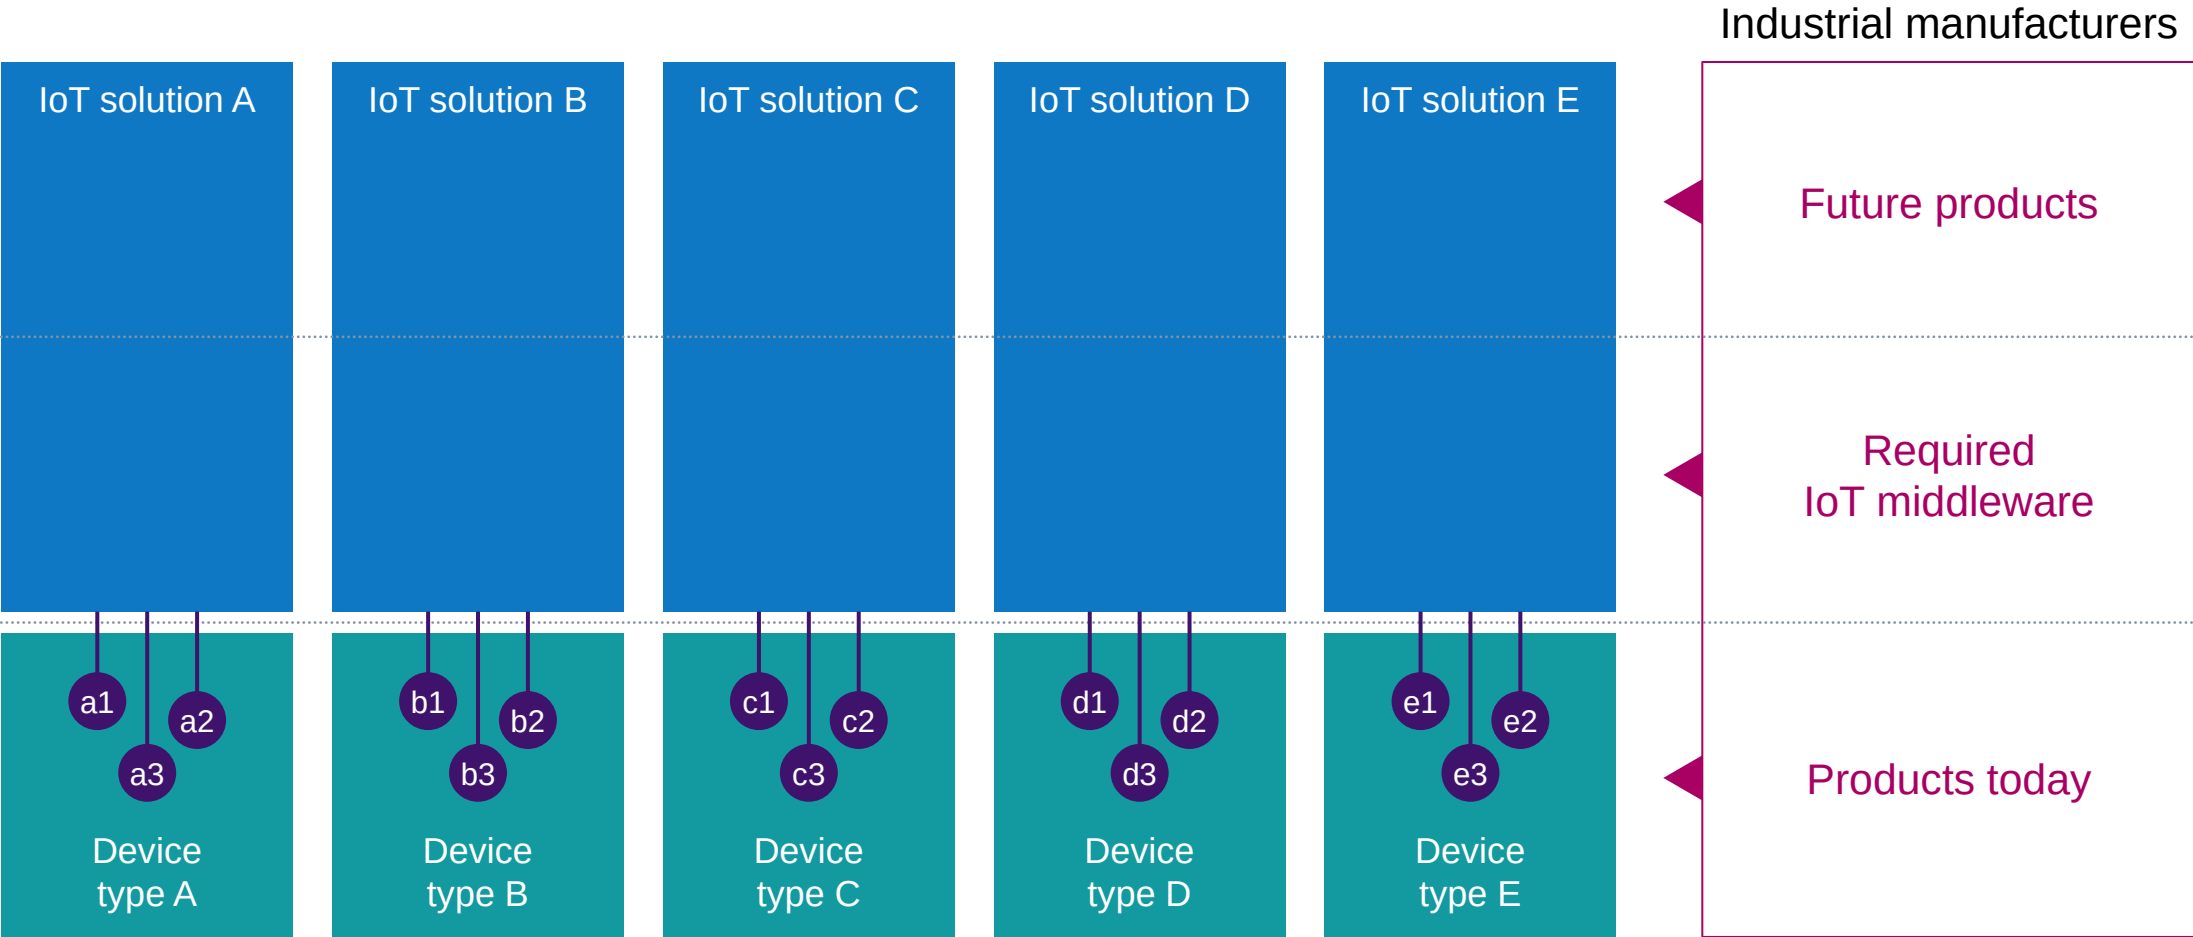 Industrial manufacturers
IoT solution A
IoT solution B
IoT solution C
IoT solution D
IoT solution E
Future products
Required
IoT middleware
a1
a2
a3
b1
b2
b3
c1
c2
c3
d1
d2
d3
e1
e2
e3
Products today
Device
type A
Device
type B
Device
type C
Device
type D
Device
type E